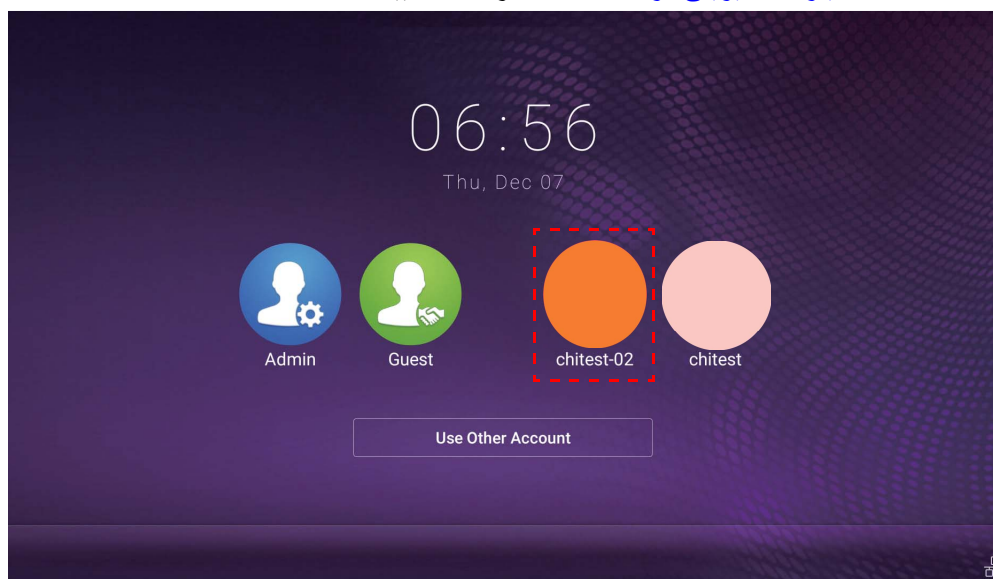 06:56
Thu, Dec 07
Admin
Guest
chitest-02
chitest
Use Other Account